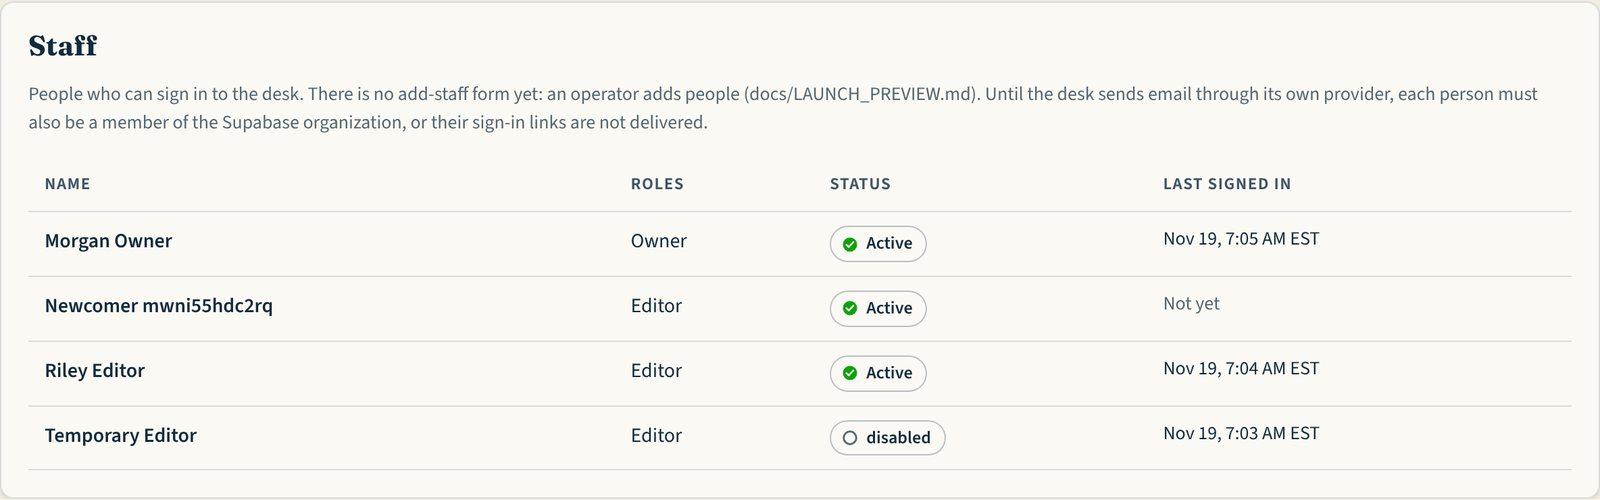 Staff
People who can sign in to the desk. There is no add-staff form yet: an operator adds people (docs/LAUNCH_PREVIEW.md). Until the desk sends email through its own provider, each person must
also be a member of the Supabase organization, or their sign-in links are not delivered.
NAME ROLES STATUS LAST SIGNED IN
Morgan Owner Owner Active Nov 19, 7:05 AM EST
Newcomer mwni55hdc2rq Editor Active Not yet
Riley Editor Editor Active Nov 19, 7:04 AM EST
Temporary Editor Editor disabled Nov 19, 7:03 AM EST